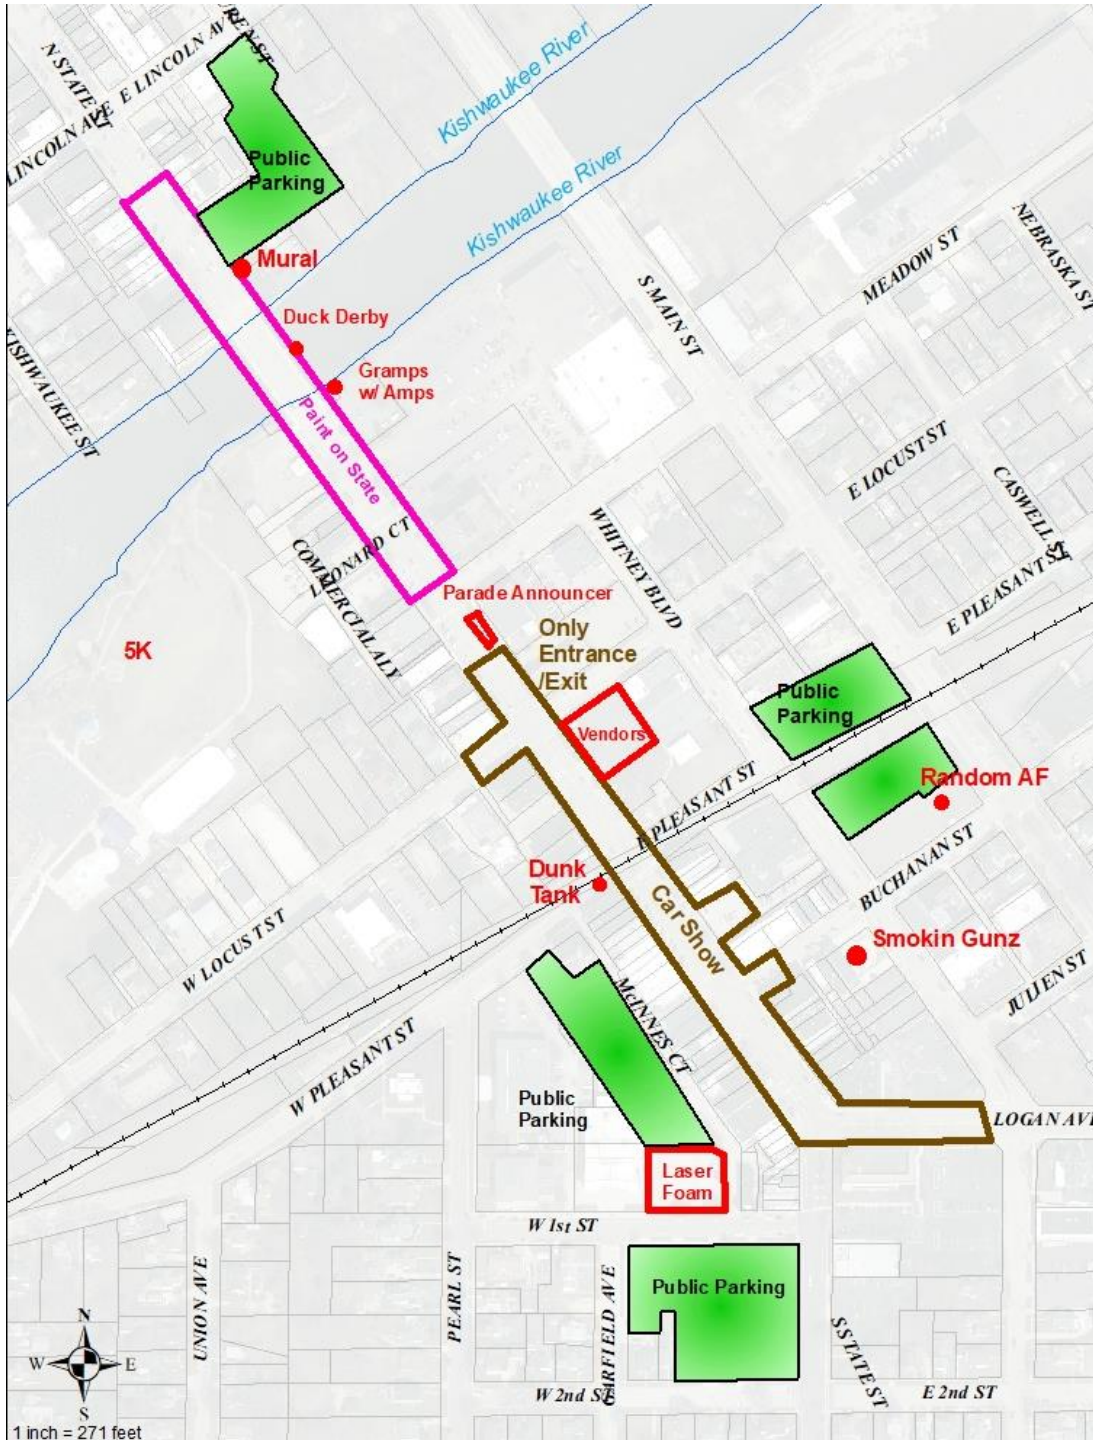 N STATE ST
E LINCOLN AVE
LINCOLN AVE
Public
Parking
Kishwaukee River
Kishwaukee River
Mural
Duck Derby
Gramps
w/ Amps
Paint on State
KISHWAUKEE ST
S MAIN ST
MEADOW ST
NEBRASKA ST
E LOCUST ST
CASWELL ST
WHITNEY BLVD
E PLEASANT ST
LEONARD CT
COMMERCIAL ALY
Parade Announcer
5K
Only
Entrance
/Exit
Vendors
Public
Parking
E PLEASANT ST
Random AF
Dunk
Tank
Car Show
BUCHANAN ST
Smokin Gunz
W LOCUST ST
McINNES CT
JULIEN ST
W PLEASANT ST
Public
Parking
LOGAN AVE
Laser
Foam
W 1st ST
UNION AVE
PEARL ST
GARFIELD AVE
Public Parking
S STATE ST
W 2nd ST
E 2nd ST
N
W
E
S
1 inch = 271 feet